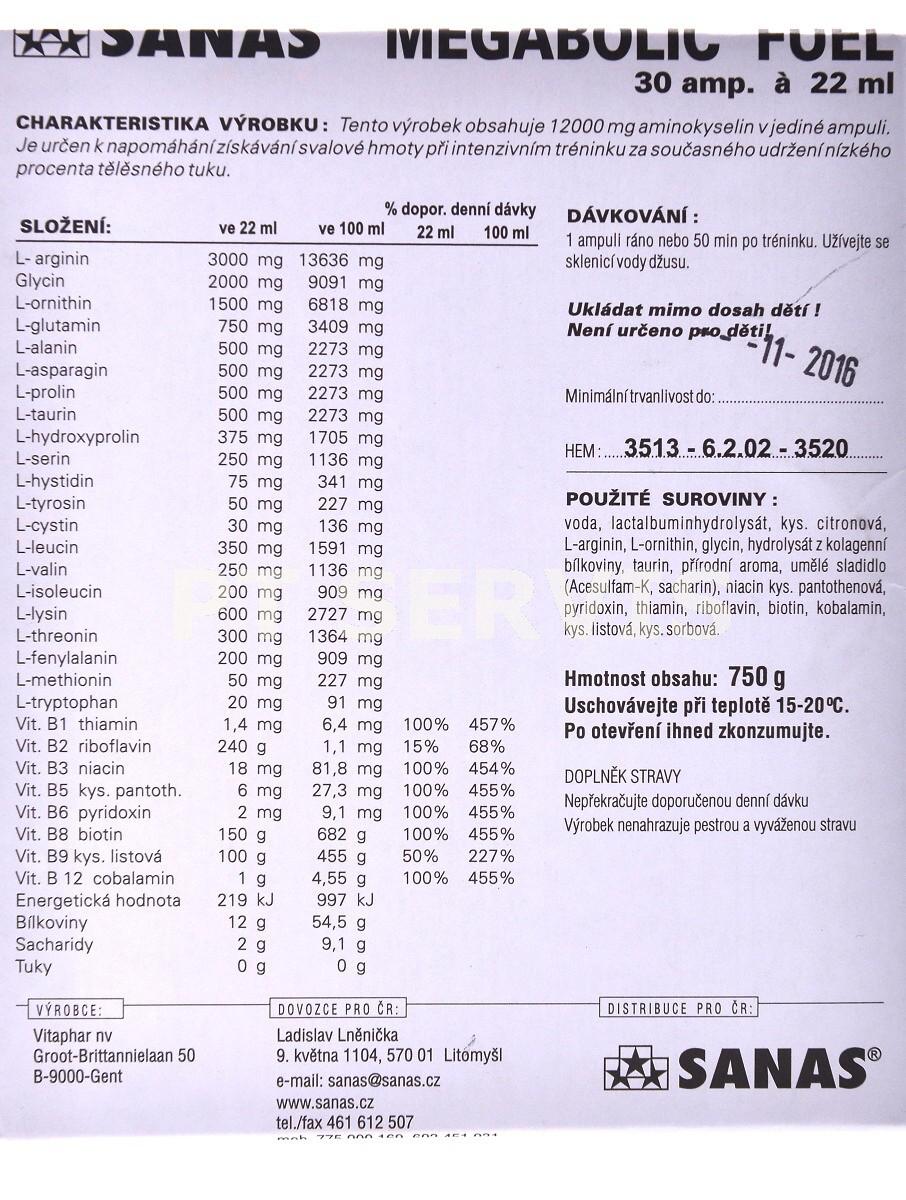 SANAS MEGABOLIC FUEL
30 amp. à 22 ml
CHARAKTERISTIKA VÝROBKU: Tento výrobek obsahuje 12000 mg aminokyselin v jediné ampuli.
Je určen k napomáhání získávání svalové hmoty při intenzivním tréninku za současného udržení nízkého
procenta tělěsného tuku.
SLOŽENÍ: ve 22 ml ve 100 ml % dopor. denní dávky
22 ml 100 ml
L- arginin 3000 mg 13636 mg
Glycin 2000 mg 9091 mg
L-ornithin 1500 mg 6818 mg
L-glutamin 750 mg 3409 mg
L-alanin 500 mg 2273 mg
L-asparagin 500 mg 2273 mg
L-prolin 500 mg 2273 mg
L-taurin 500 mg 2273 mg
L-hydroxyprolin 375 mg 1705 mg
L-serin 250 mg 1136 mg
L-hystidin 75 mg 341 mg
L-tyrosin 50 mg 227 mg
L-cystin 30 mg 136 mg
L-leucin 350 mg 1591 mg
L-valin 250 mg 1136 mg
L-isoleucin 200 mg 909 mg
L-lysin 600 mg 2727 mg
L-threonin 300 mg 1364 mg
L-fenylalanin 200 mg 909 mg
L-methionin 50 mg 227 mg
L-tryptophan 20 mg 91 mg
Vit. B1 thiamin 1,4 mg 6,4 mg 100% 457%
Vit. B2 riboflavin 240 g 1,1 mg 15% 68%
Vit. B3 niacin 18 mg 81,8 mg 100% 454%
Vit. B5 kys. pantoth. 6 mg 27,3 mg 100% 455%
Vit. B6 pyridoxin 2 mg 9,1 mg 100% 455%
Vit. B8 biotin 150 g 682 g 100% 455%
Vit. B9 kys. listová 100 g 455 g 50% 227%
Vit. B 12 cobalamin 1 g 4,55 g 100% 455%
Energetická hodnota 219 kJ 997 kJ
Bílkoviny 12 g 54,5 g
Sacharidy 2 g 9,1 g
Tuky 0 g 0 g
DÁVKOVÁNÍ :
1 ampuli ráno nebo 50 min po tréninku. Užívejte se
sklenicí vody džusu.
Ukládat mimo dosah dětí !
Není určeno pro děti!
-11- 2016
Minimální trvanlivost do:
HEM : 3513 - 6.2.02 - 3520
POUŽITÉ SUROVINY :
voda, lactalbuminhydrolysát, kys. citronová,
L-arginin, L-ornithin, glycin, hydrolysát z kolagenní
bílkoviny, taurin, přírodní aroma, umělé sladidlo
(Acesulfam-K, sacharin), niacin kys. pantothenová,
pyridoxin, thiamin, riboflavin, biotin, kobalamin,
kys. listová, kys. sorbová.
Hmotnost obsahu: 750 g
Uschovávejte při teplotě 15-20°C.
Po otevření ihned zkonzumujte.
DOPLNĚK STRAVY
Nepřekračujte doporučenou denní dávku
Výrobek nenahrazuje pestrou a vyváženou stravu
VÝROBCE:
Vitaphar nv
Groot-Brittannielaan 50
B-9000-Gent
DOVOZCE PRO ČR:
Ladislav Lněnička
9. května 1104, 570 01 Litomyšl
e-mail: sanas@sanas.cz
www.sanas.cz
tel./fax 461 612 507
DISTRIBUCE PRO ČR:
SANAS®